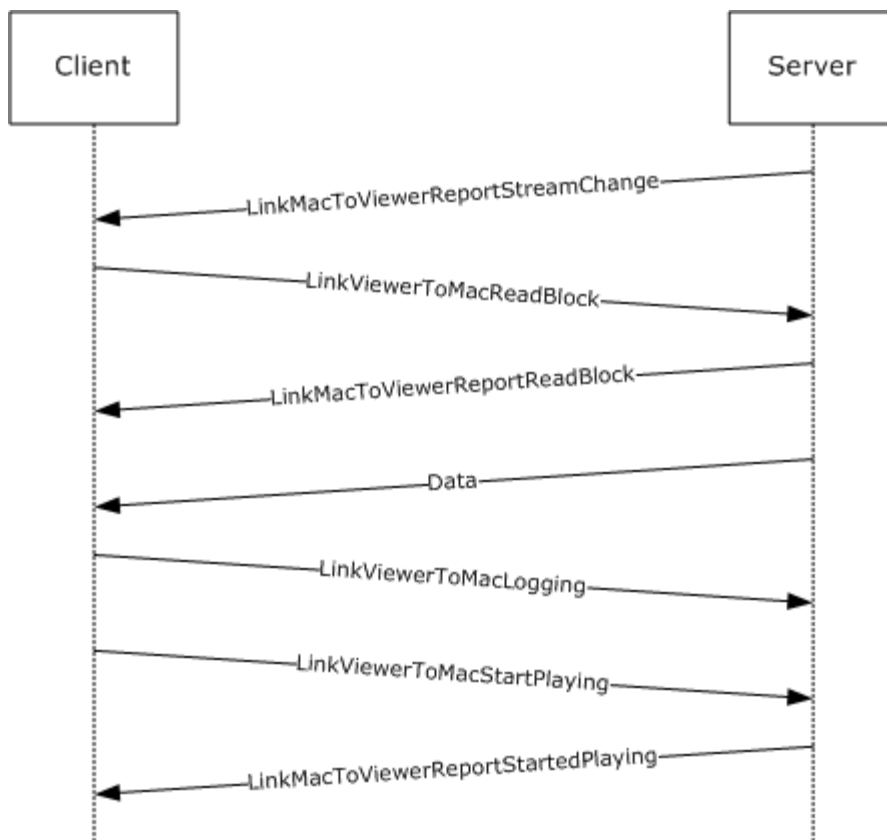 Client
Server
LinkMacToViewerReportStreamChange
LinkViewerToMacReadBlock
LinkMacToViewerReportReadBlock
Data
LinkViewerToMacLogging
LinkViewerToMacStartPlaying
LinkMacToViewerReportStartedPlaying